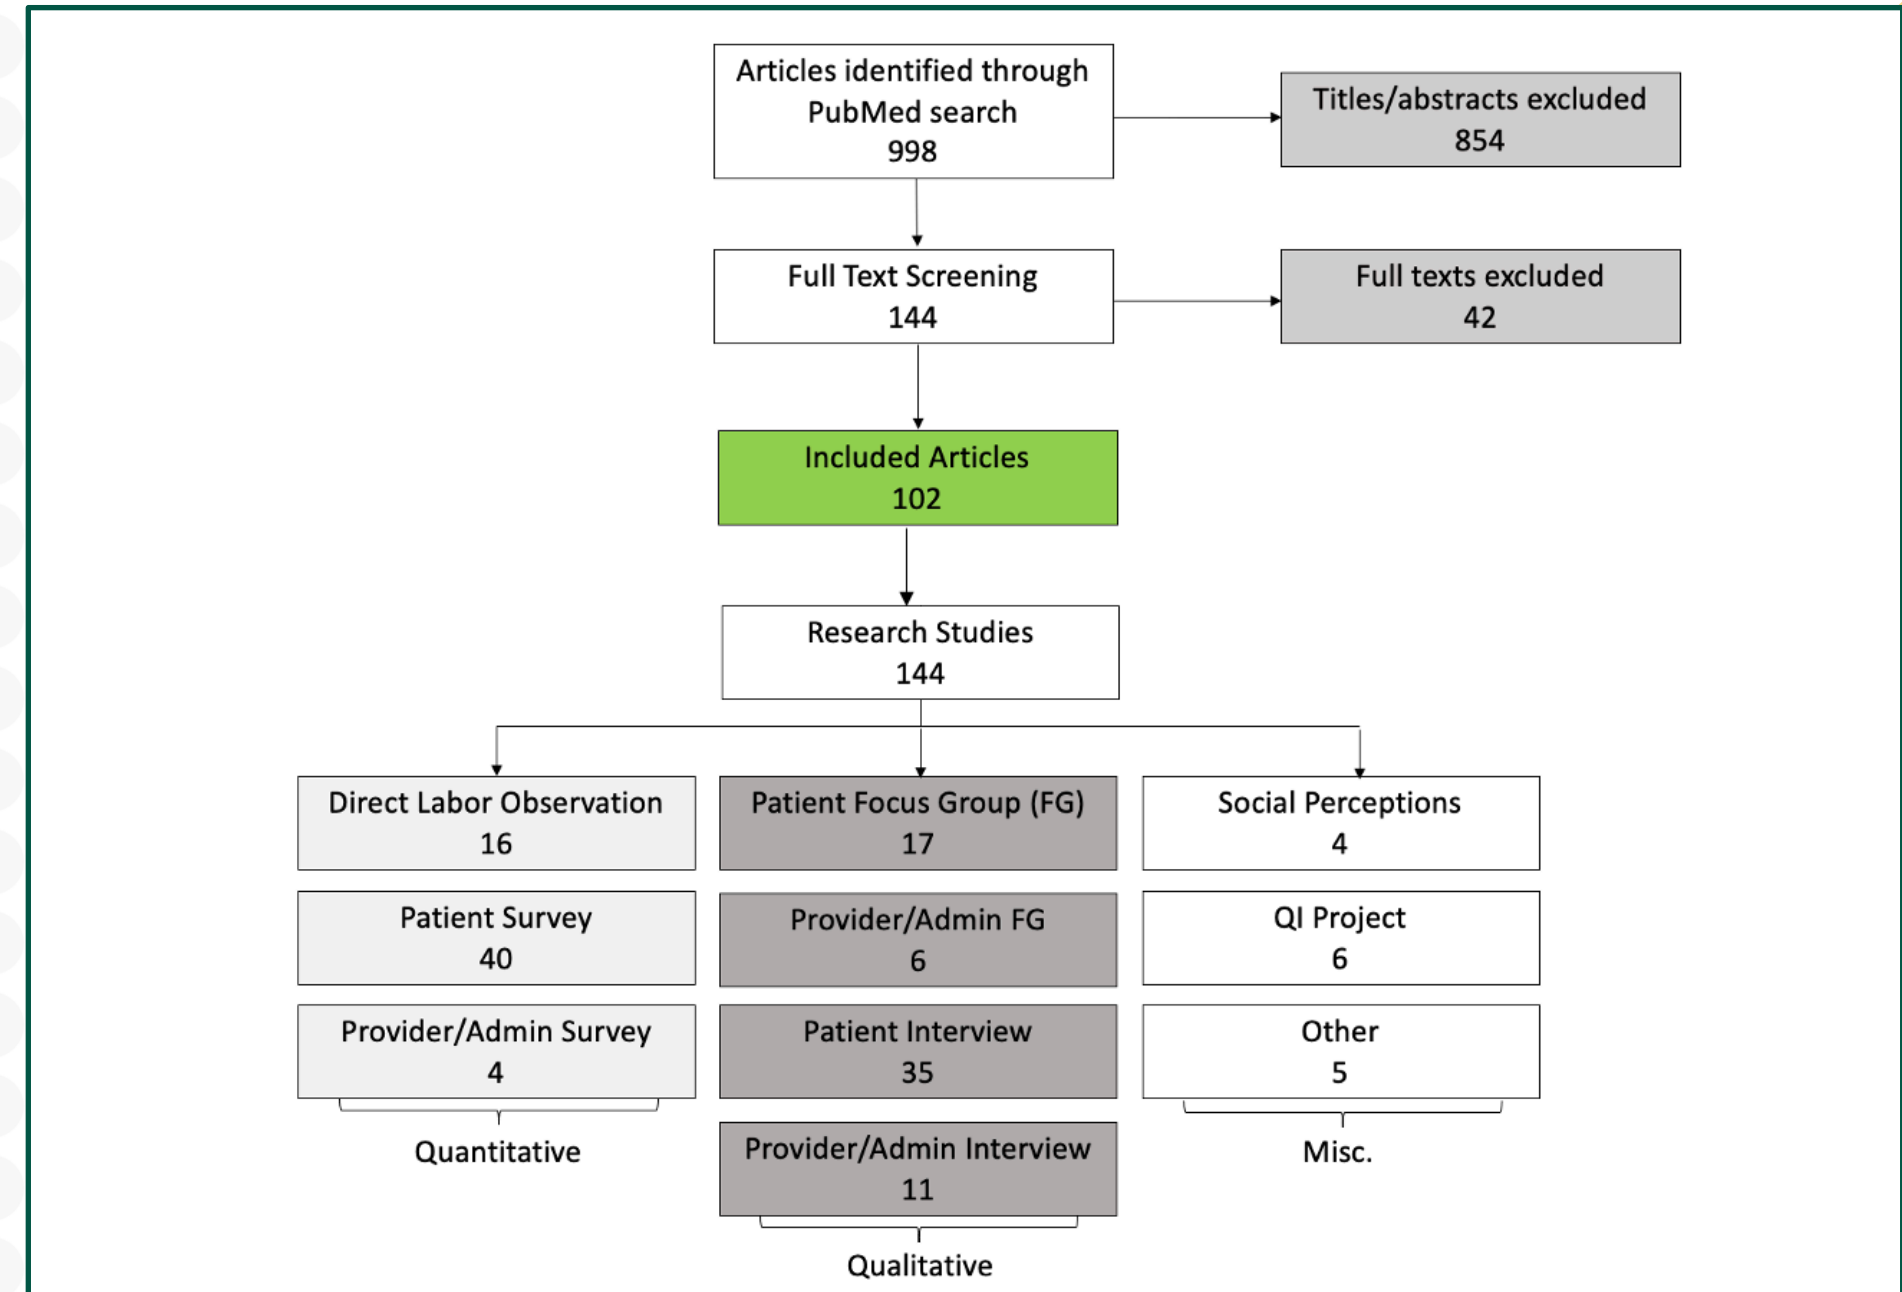 Articles identified through
PubMed search
998
Titles/abstracts excluded
854
Full Text Screening
144
Full texts excluded
42
Included Articles
102
Research Studies
144
Direct Labor Observation
16
Patient Survey
40
Provider/Admin Survey
4
Quantitative
Patient Focus Group (FG)
17
Provider/Admin FG
6
Patient Interview
35
Provider/Admin Interview
11
Qualitative
Social Perceptions
4
QI Project
6
Other
5
Misc.